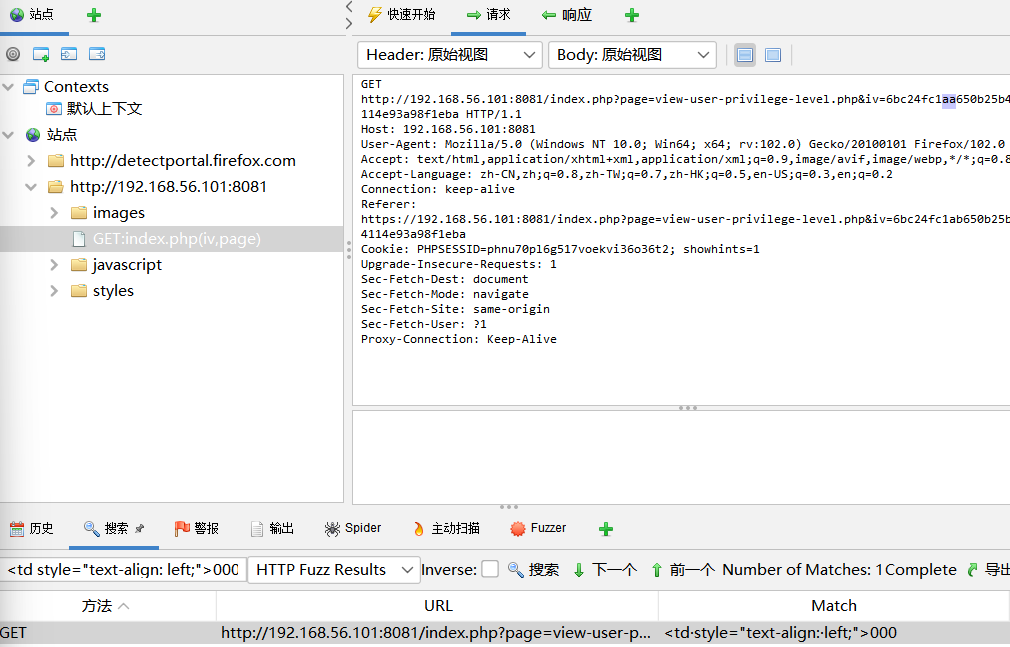 站点
快速开始
请求
响应
Header: 原始视图
Body: 原始视图
Contexts
默认上下文
站点
http://detectportal.firefox.com
http://192.168.56.101:8081
images
GET:index.php(iv,page)
javascript
styles
GET
http://192.168.56.101:8081/index.php?page=view-user-privilege-level.php&iv=6bc24fc1aa650b25b4
114e93a98f1eba HTTP/1.1
Host: 192.168.56.101:8081
User-Agent: Mozilla/5.0 (Windows NT 10.0; Win64; x64; rv:102.0) Gecko/20100101 Firefox/102.0
Accept: text/html,application/xhtml+xml,application/xml;q=0.9,image/avif,image/webp,*/*;q=0.8
Accept-Language: zh-CN,zh;q=0.8,zh-TW;q=0.7,zh-HK;q=0.5,en-US;q=0.3,en;q=0.2
Connection: keep-alive
Referer:
https://192.168.56.101:8081/index.php?page=view-user-privilege-level.php&iv=6bc24fc1ab650b25b
4114e93a98f1eba
Cookie: PHPSESSID=phnu70pl6g517voekvi36o36t2; showhints=1
Upgrade-Insecure-Requests: 1
Sec-Fetch-Dest: document
Sec-Fetch-Mode: navigate
Sec-Fetch-Site: same-origin
Sec-Fetch-User: ?1
Proxy-Connection: Keep-Alive
历史
搜索
警报
输出
Spider
主动扫描
Fuzzer
<td style="text-align: left;">000
HTTP Fuzz Results
Inverse:
搜索
下一个
前一个
Number of Matches: 1
Complete
导出
方法
URL
Match
GET
http://192.168.56.101:8081/index.php?page=view-user-p...
<td·style="text-align:·left;">000